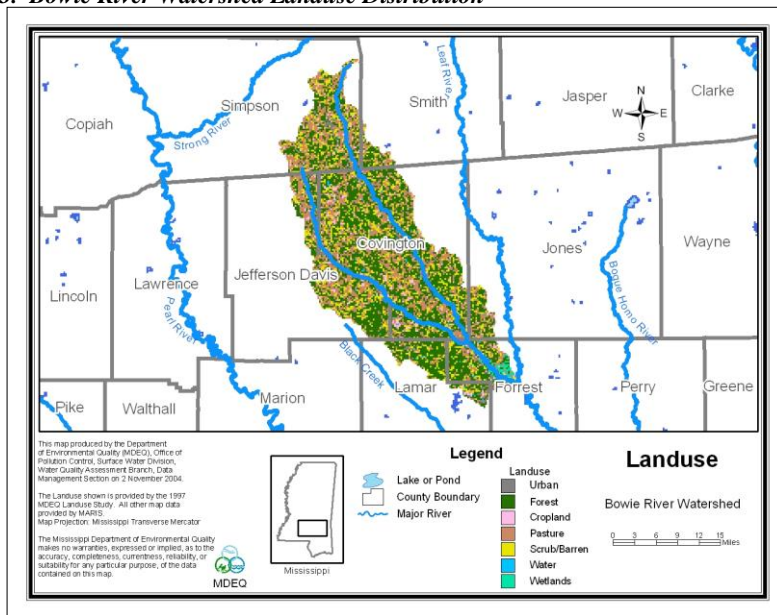 Bowie River Watershed Landuse Distribution
Copiah
Simpson
Smith
Jasper
Clarke
Strong River
Leaf River
N
W E
S
Covington
Jones
Wayne
Jefferson Davis
Lawrence
Lincoln
Pearl River
Bogue Homo River
Black Creek
Pike
Walthall
Marion
Lamar
Forrest
Perry
Greene
This map produced by the Department
of Environmental Quality (MDEQ), Office of
Pollution Control, Surface Water Division,
Water Quality Assessment Branch, Data
Management Section on 2 November 2004.
The Landuse shown is provided by the 1997
MDEQ Landuse Study. All other map data
provided by MARIS.
Map Projection: Mississippi Transverse Mercator
The Mississippi Department of Environmental Quality
makes no warranties, expressed or implied, as to the
accuracy, completeness, currentness, reliability, or
suitability for any particular purpose, of the data
contained on this map.
MDEQ
Mississippi
Legend
Lake or Pond
County Boundary
Major River
Landuse
Urban
Forest
Cropland
Pasture
Scrub/Barren
Water
Wetlands
Landuse
Bowie River Watershed
0 3 6 9 12 15
Miles